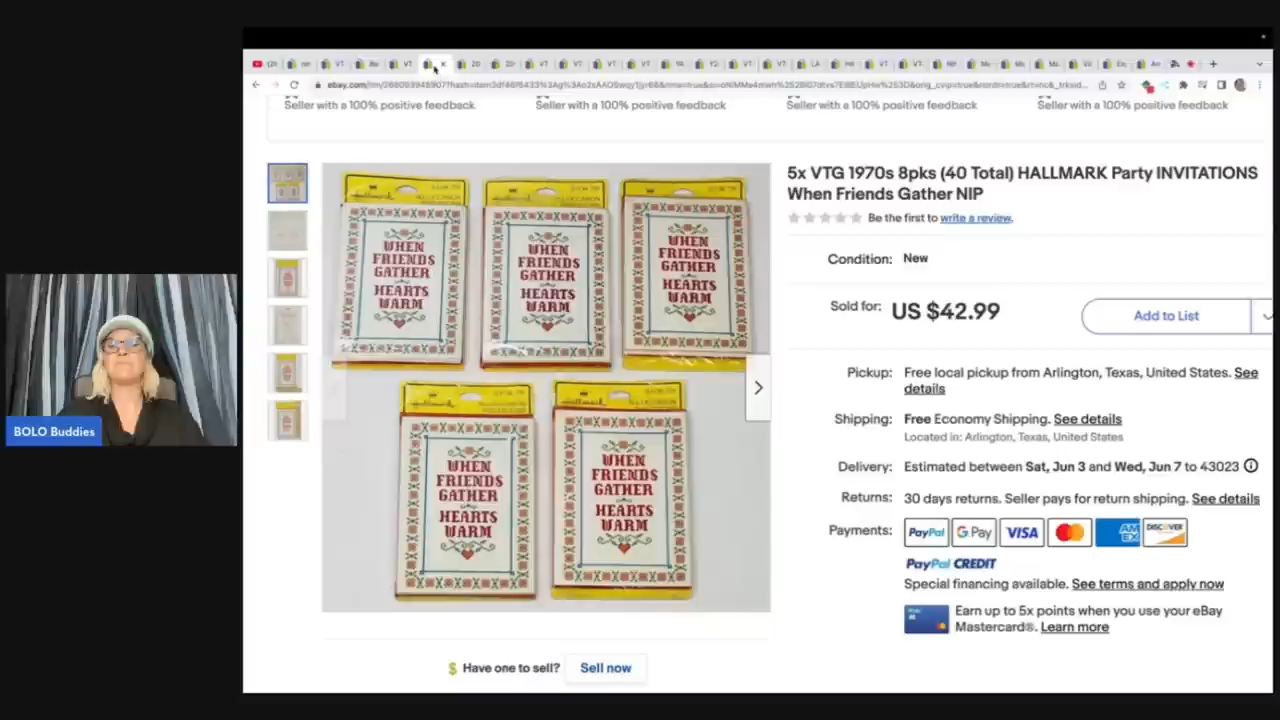 Seller with a 100% positive feedback
Seller with a 100% positive feedback
Seller with a 100% positive feedback
Seller with a 100% positive feedback
5x VTG 1970s 8pks (40 Total) HALLMARK Party INVITATIONS
When Friends Gather NIP
Be the first to write a review.
Condition: New
Sold for: US $42.99
Add to List
Pickup: Free local pickup from Arlington, Texas, United States. See
details
Shipping: Free Economy Shipping. See details
Located in: Arlington, Texas, United States
Delivery: Estimated between Sat, Jun 3 and Wed, Jun 7 to 43023
Returns: 30 days returns. Seller pays for return shipping. See details
Payments: PayPal G Pay VISA AM EX DISCOVER
PayPal CREDIT
Special financing available. See terms and apply now
Earn up to 5x points when you use your eBay
Mastercard®. Learn more
WHEN
FRIENDS
GATHER
HEARTS
WARM
WHEN
FRIENDS
GATHER
HEARTS
WARM
WHEN
FRIENDS
GATHER
HEARTS
WARM
WHEN
FRIENDS
GATHER
HEARTS
WARM
WHEN
FRIENDS
GATHER
HEARTS
WARM
Have one to sell? Sell now
BOLO Buddies